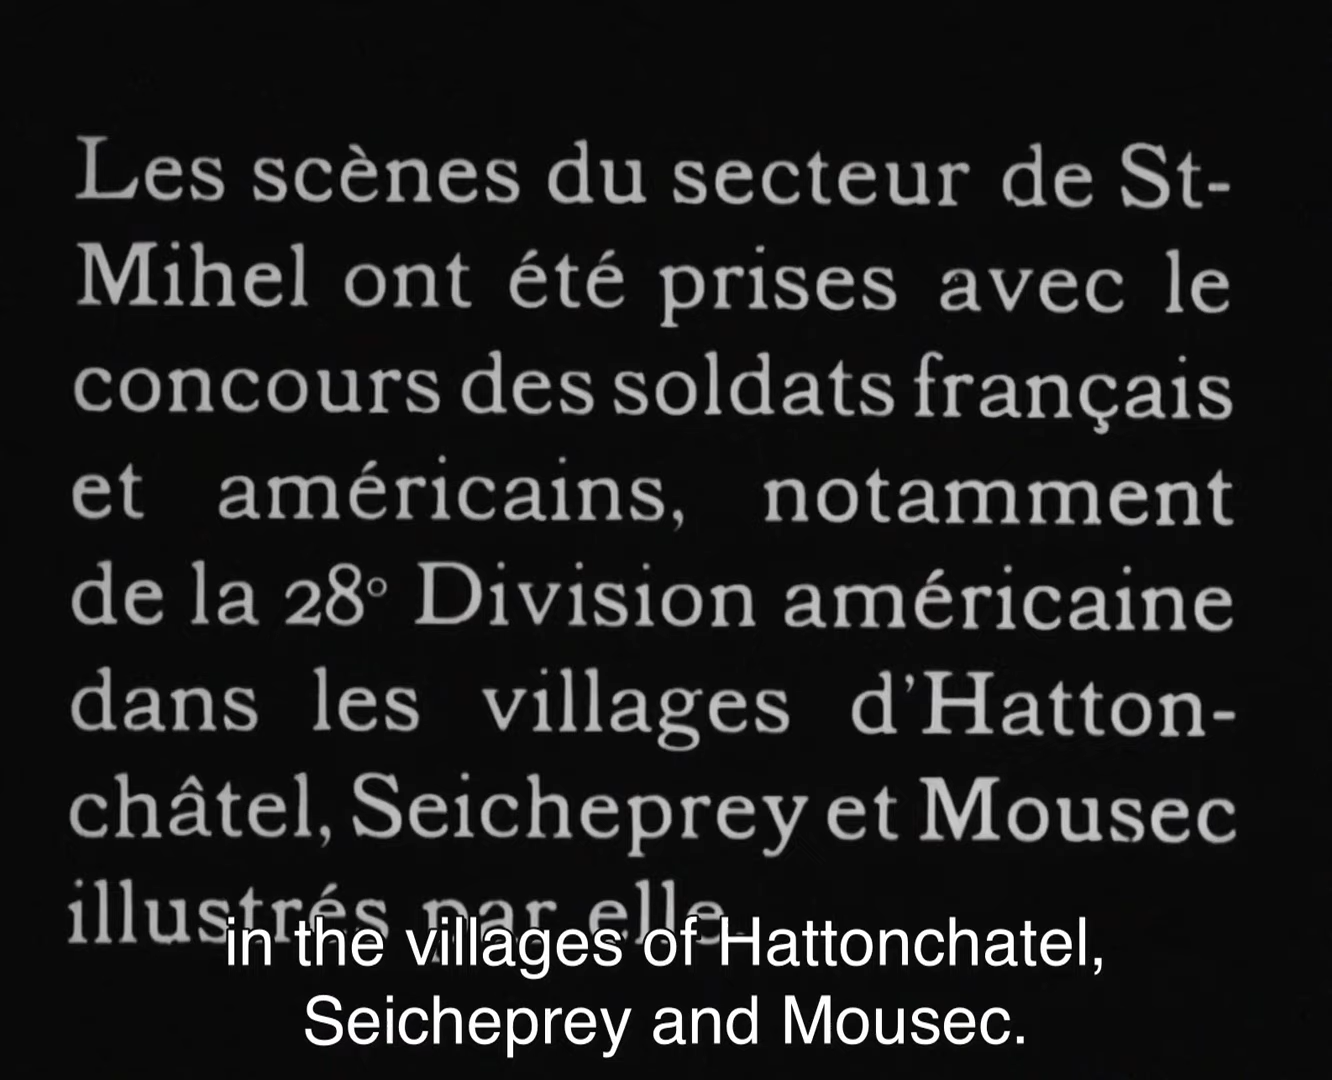 Les scènes du secteur de St-
Mihel ont été prises avec le
concours des soldats français
et américains, notamment
de la 28º Division américaine
dans les villages d'Hatton-
châtel, Seicheprey et Mousec
illustrés par elle.
in the villages of Hattonchatel,
Seicheprey and Mousec.